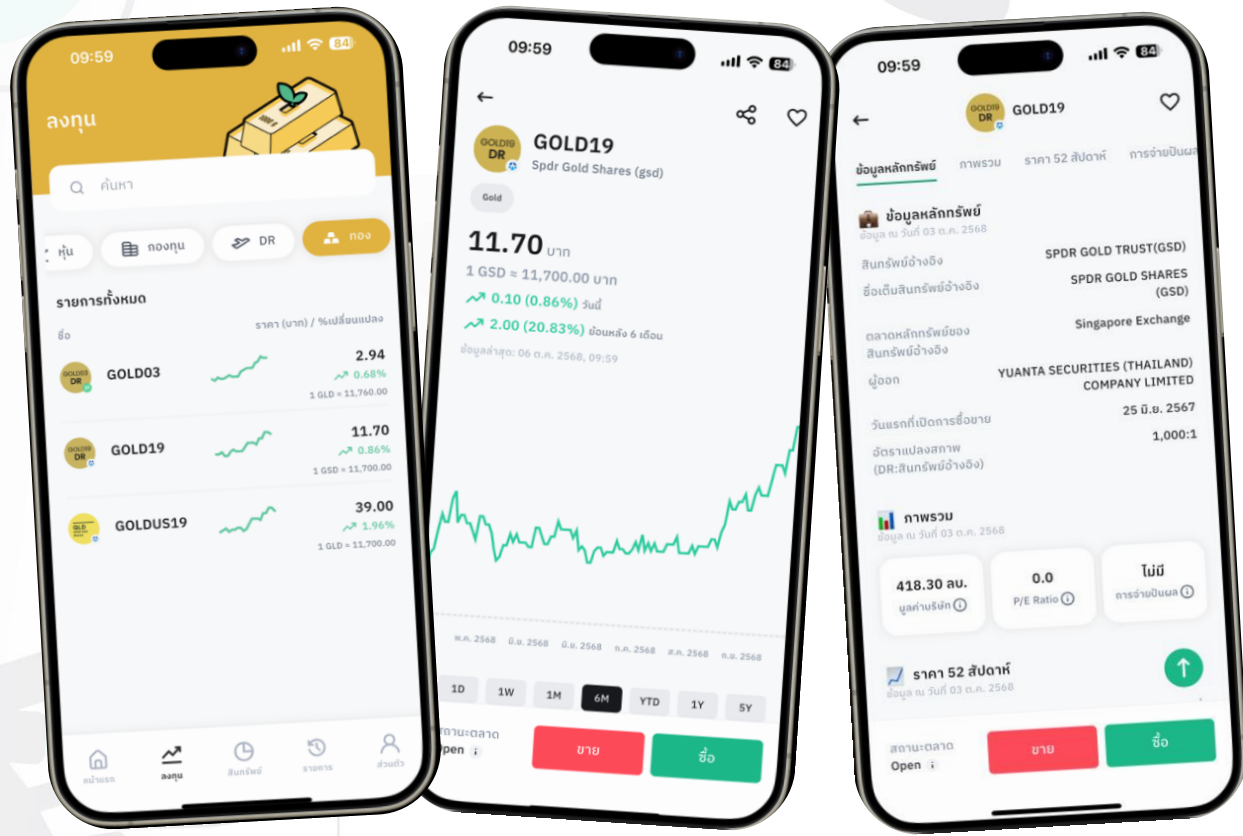 09:59
84
ลงทุน
ค้นหา
หุ้น
กองทุน
DR
ทอง
รายการทั้งหมด
ชื่อ
ราคา (บาท) / %เปลี่ยนแปลง
GOLD03
DR
GOLD03
2.94
0.68%
1 GLD = 11,760.00
GOLD19
DR
GOLD19
11.70
0.86%
1 GSD = 11,700.00
GLD
GOLDUS19
39.00
1.96%
1 GLD = 11,700.00
หน้าแรก
ลงทุน
สินทรัพย์
รายการ
ส่วนตัว
09:59
84
GOLD19
DR
GOLD19
Spdr Gold Shares (gsd)
Gold
11.70 บาท
1 GSD ≈ 11,700.00 บาท
0.10 (0.86%) วันนี้
2.00 (20.83%) ย้อนหลัง 6 เดือน
ข้อมูลล่าสุด: 06 ต.ค. 2568, 09:59
พ.ค. 2568 มิ.ย. 2568 มิ.ย. 2568 ก.ค. 2568 ส.ค. 2568 ก.ย. 2568
1D 1W 1M 6M YTD 1Y 5Y
Open
ขาย
ซื้อ
09:59
84
GOLD19
DR
GOLD19
ข้อมูลหลักทรัพย์ ภาพรวม ราคา 52 สัปดาห์ การจ่ายปันผล
ข้อมูลหลักทรัพย์
ข้อมูล ณ วันที่ 03 ต.ค. 2568
สินทรัพย์อ้างอิง
SPDR GOLD TRUST(GSD)
ชื่อเต็มสินทรัพย์อ้างอิง
SPDR GOLD SHARES
(GSD)
ตลาดหลักทรัพย์ของ
สินทรัพย์อ้างอิง
Singapore Exchange
ผู้ออก
YUANTA SECURITIES (THAILAND)
COMPANY LIMITED
วันแรกที่เปิดการซื้อขาย
25 มิ.ย. 2567
อัตราแปลงสภาพ
(DR:สินทรัพย์อ้างอิง)
1,000:1
ภาพรวม
ข้อมูล ณ วันที่ 03 ต.ค. 2568
418.30 ลบ.
มูลค่าบริษัท
0.0
P/E Ratio
ไม่มี
การจ่ายปันผล
ราคา 52 สัปดาห์
ข้อมูล ณ วันที่ 03 ต.ค. 2568
สถานะตลาด
Open
ขาย
ซื้อ